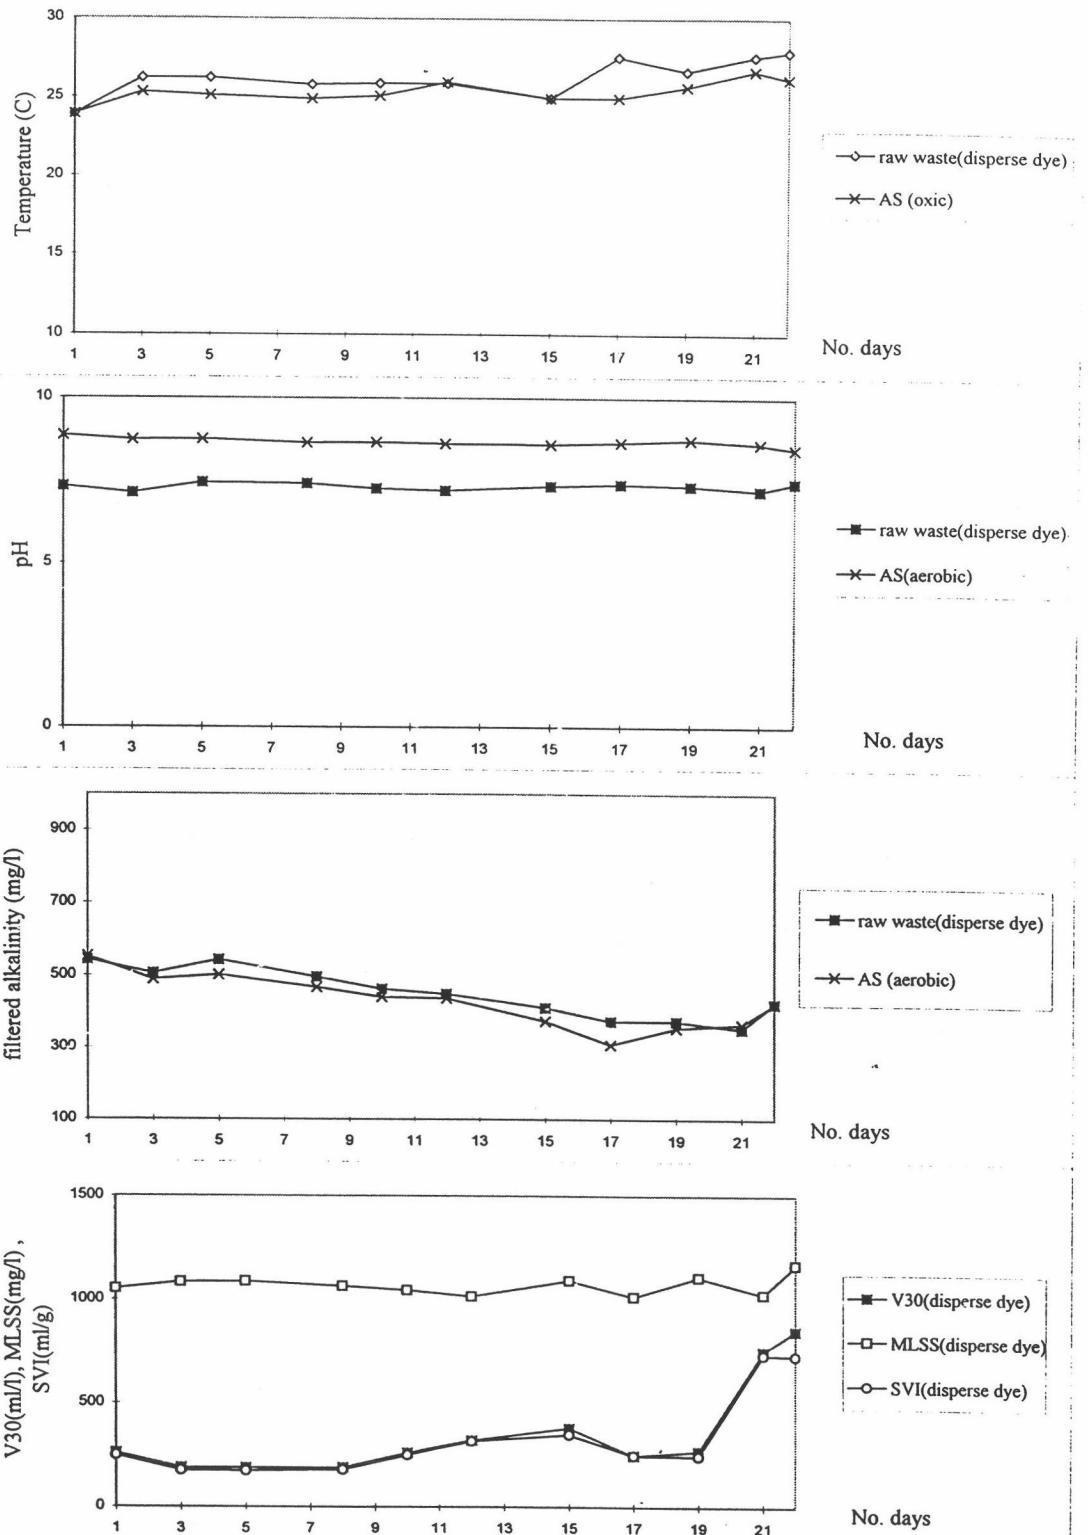 30
25
20
15
10
Temperature (C)
1 3 5 7 9 11 13 15 17 19 21
No. days
raw waste(disperse dye)
AS (oxic)
10
5
0
pH
1 3 5 7 9 11 13 15 17 19 21
No. days
raw waste(disperse dye)
AS(aerobic)
900
700
500
300
100
filtered alkalinity (mg/l)
1 3 5 7 9 11 13 15 17 19 21
No. days
raw waste(disperse dye)
AS (aerobic)
1500
1000
500
0
V30(ml/l), MLSS(mg/l) ,
SVI(ml/g)
1 3 5 7 9 11 13 15 17 19 21
No. days
V30(disperse dye)
MLSS(disperse dye)
SVI(disperse dye)